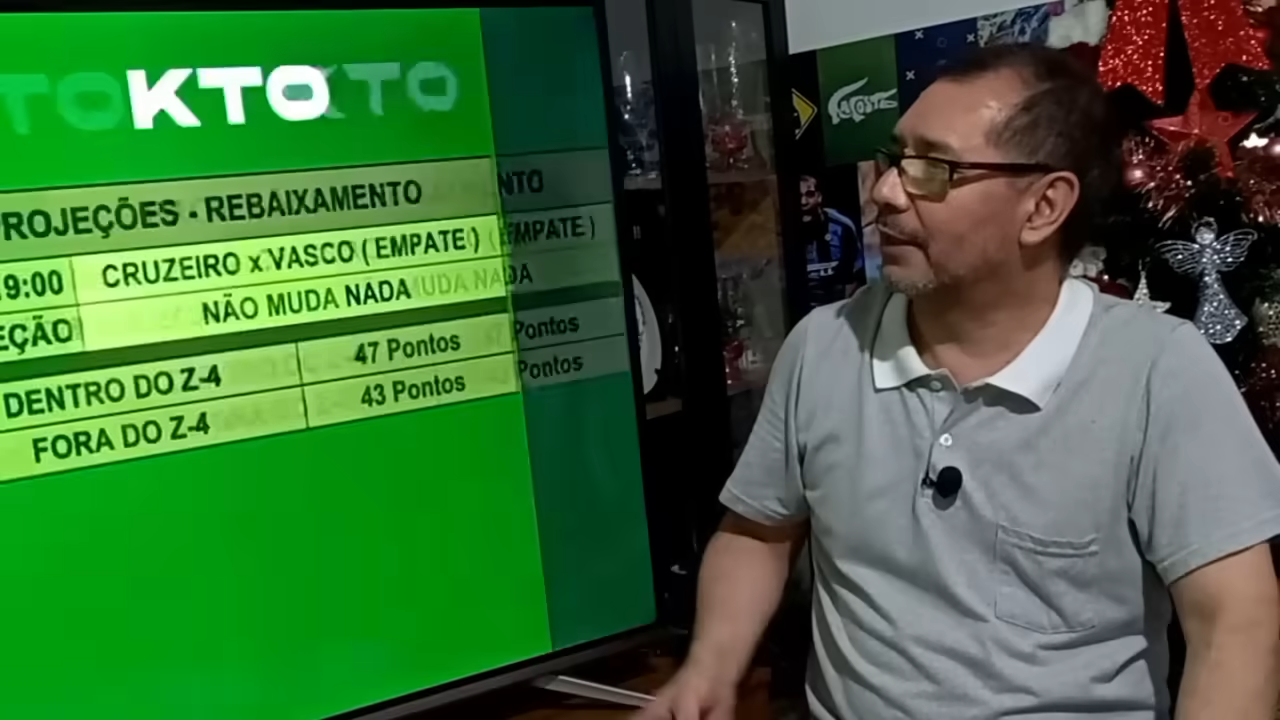 KTO
ROJEÇÕES - REBAIXAMENTO
9:00 CRUZEIRO x VASCO ( EMPATE )
EÇÃO NÃO MUDA NADA
DENTRO DO Z-4 47 Pontos
FORA DO Z-4 43 Pontos
LACOSTE